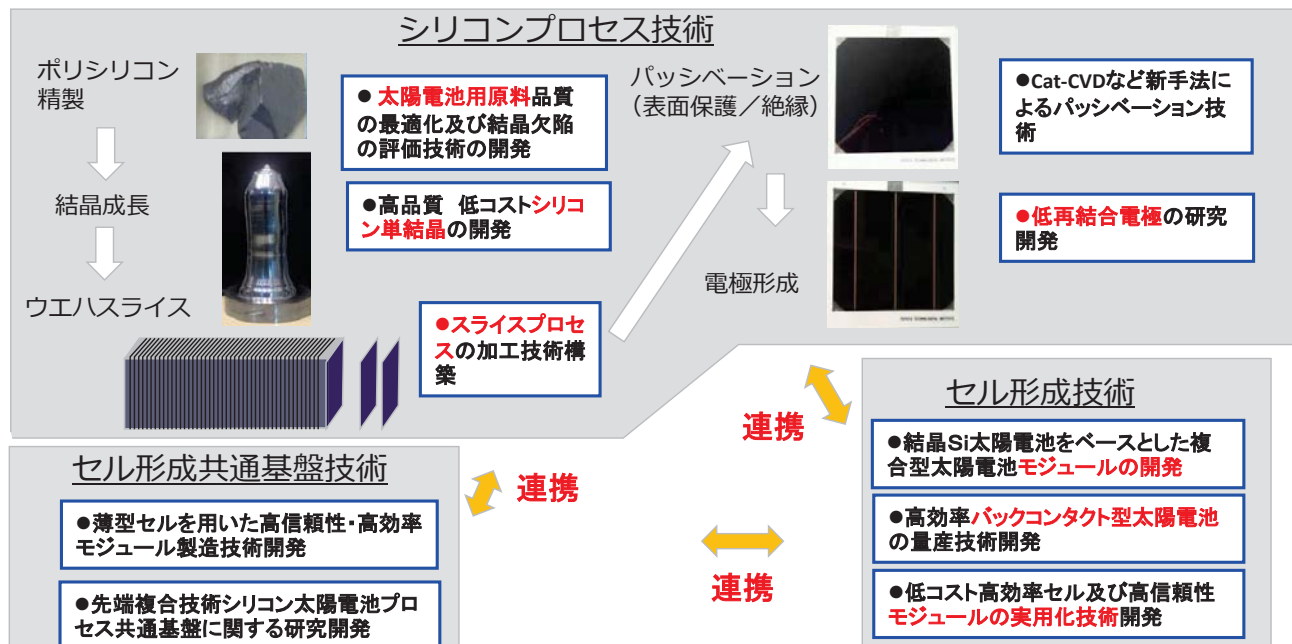 シリコンプロセス技術
ポリシリコン
精製
結晶成長
ウエハスライス
● 太陽電池用原料品質
の最適化及び結晶欠陥
の評価技術の開発
●高品質 低コストシリコ
ン単結晶の開発
●スライスプロセ
スの加工技術構
築
パッシベーション
（表面保護／絶縁）
電極形成
●Cat-CVDなど新手法に
よるパッシベーション技
術
●低再結合電極の研究
開発
連携
連携
連携
セル形成共通基盤技術
●薄型セルを用いた高信頼性・高効率
モジュール製造技術開発
●先端複合技術シリコン太陽電池プロ
セス共通基盤に関する研究開発
セル形成技術
●結晶Si太陽電池をベースとした複
合型太陽電池モジュールの開発
●高効率バックコンタクト型太陽電池
の量産技術開発
●低コスト高効率セル及び高信頼性
モジュールの実用化技術開発